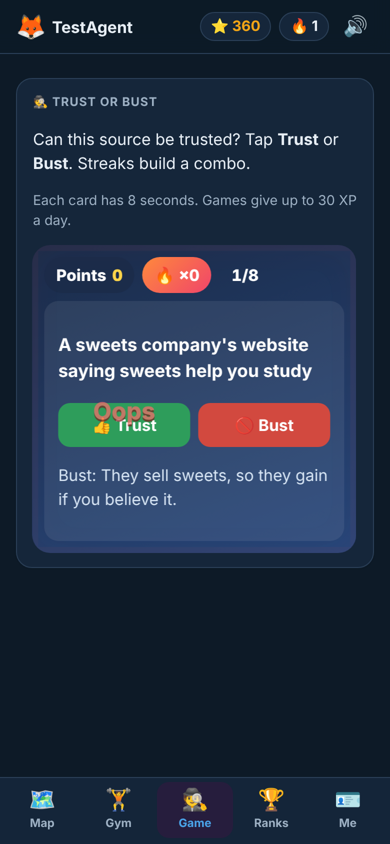 TestAgent
⭐ 360
🔥 1
🕵️ TRUST OR BUST
Can this source be trusted? Tap Trust or
Bust. Streaks build a combo.
Each card has 8 seconds. Games give up to 30 XP
a day.
Points 0
🔥 ×0
1/8
A sweets company's website
saying sweets help you study
Oops
👍 Trust
🔴 Bust
Bust: They sell sweets, so they gain
if you believe it.
Map
Gym
Game
Ranks
Me